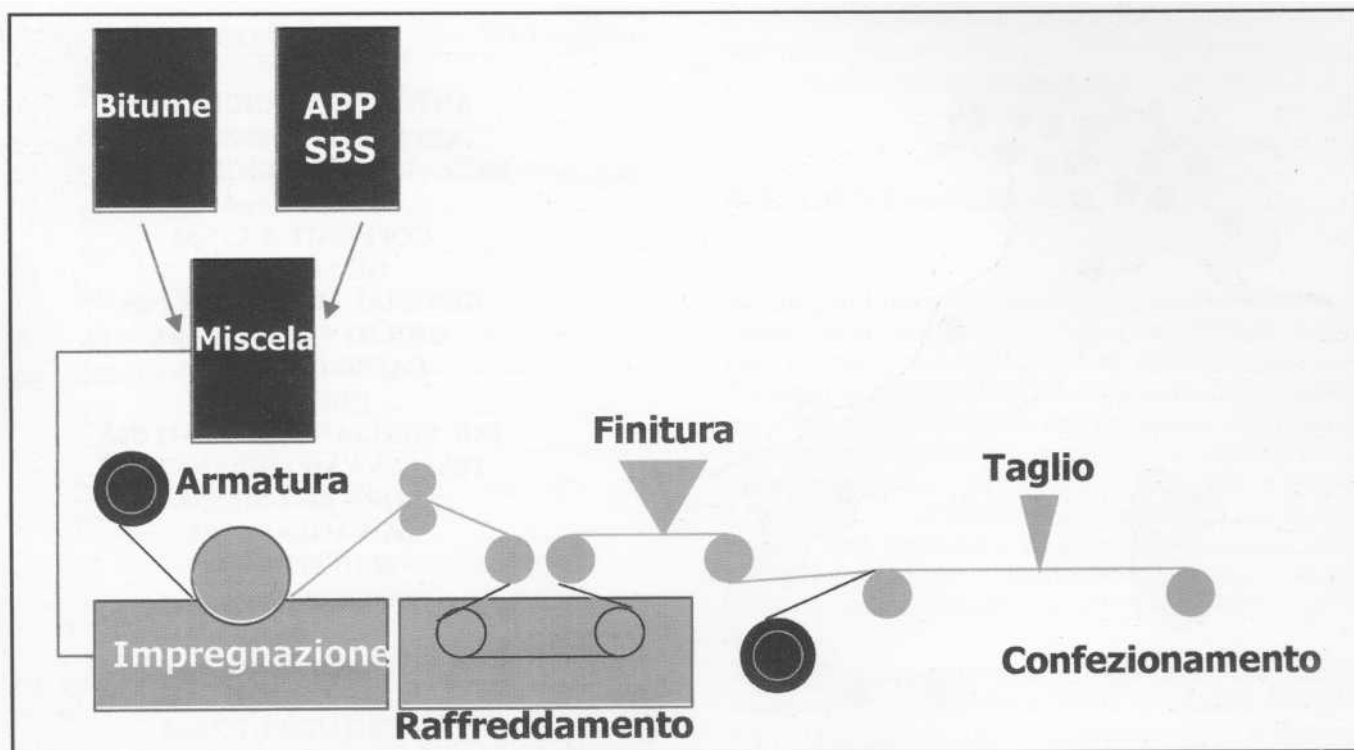 Bitume
APP
SBS
Miscela
Armatura
Finitura
Taglio
Impregnazione
Raffreddamento
Confezionamento